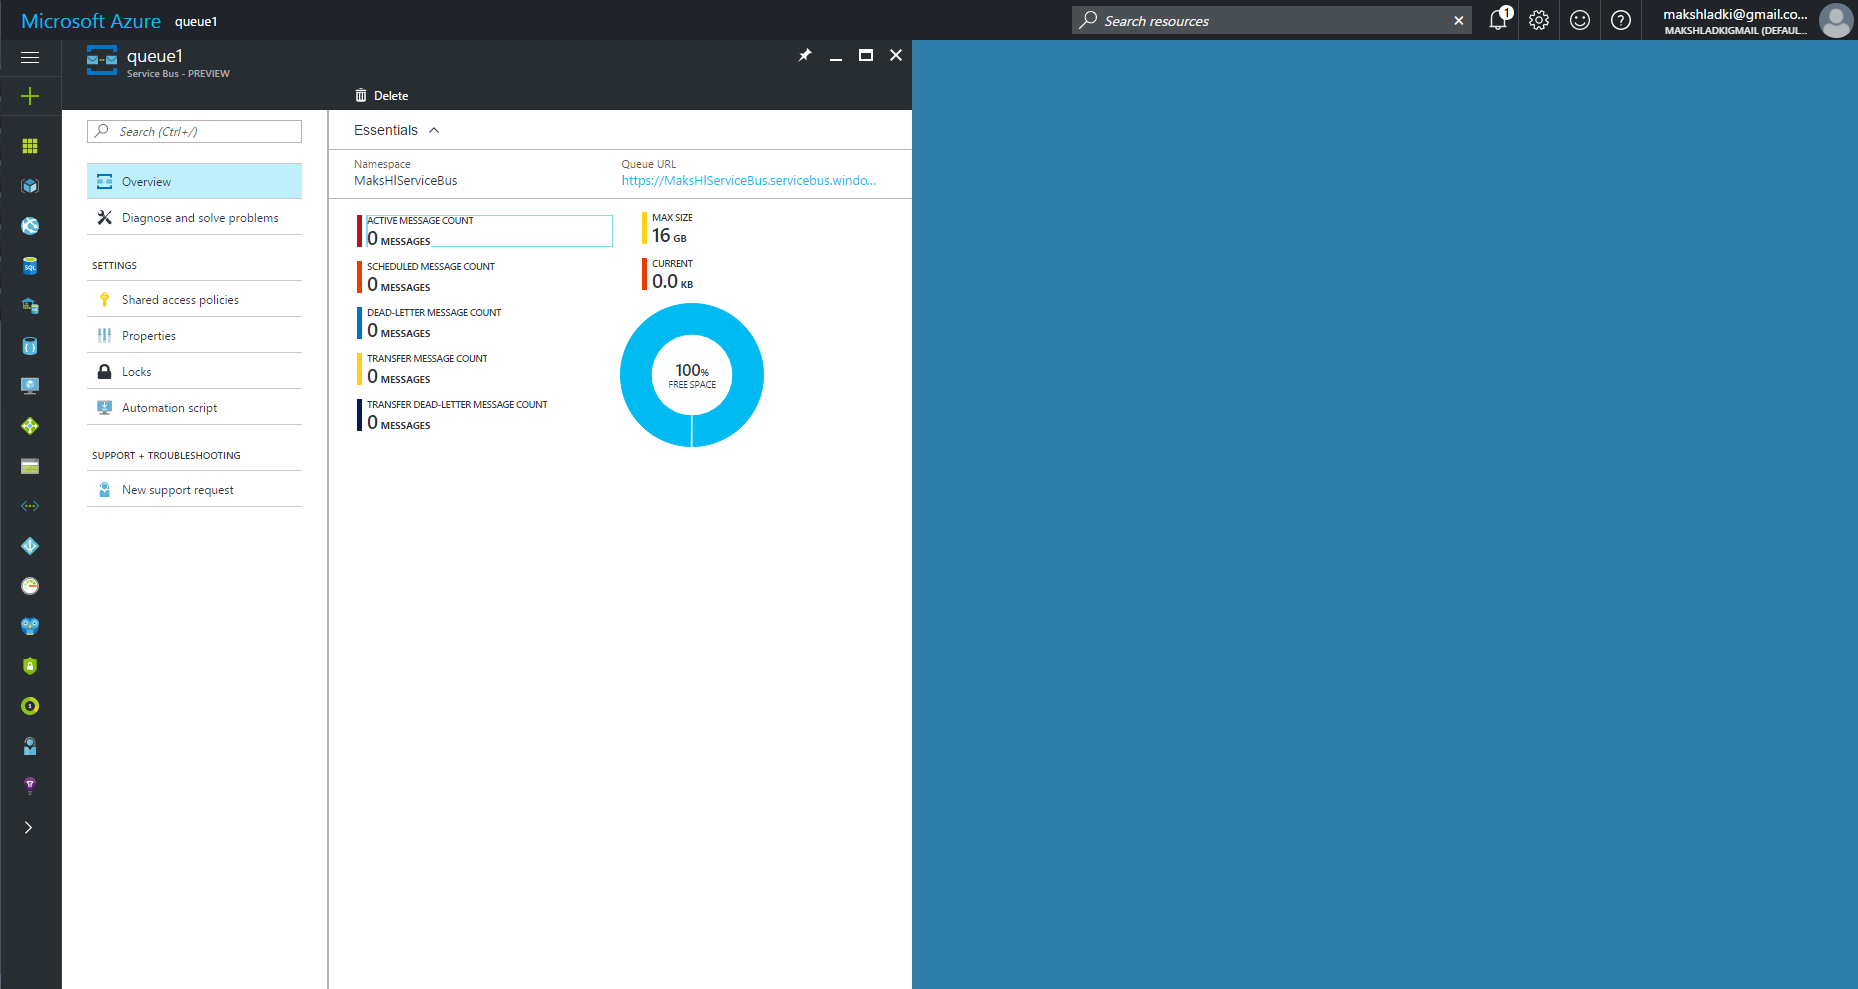 Microsoft Azure queue1
Search resources
1
makshladki@gmail.co...
MAKSHLADKIGMAIL (DEFAUL...
queue1
Service Bus - PREVIEW
Delete
Search (Ctrl+/)
Overview
Diagnose and solve problems
SETTINGS
Shared access policies
Properties
Locks
Automation script
SUPPORT + TROUBLESHOOTING
New support request
Essentials
Namespace
MaksHlServiceBus
Queue URL
https://MaksHlServiceBus.servicebus.windo...
ACTIVE MESSAGE COUNT
0 MESSAGES
SCHEDULED MESSAGE COUNT
0 MESSAGES
DEAD-LETTER MESSAGE COUNT
0 MESSAGES
TRANSFER MESSAGE COUNT
0 MESSAGES
TRANSFER DEAD-LETTER MESSAGE COUNT
0 MESSAGES
MAX SIZE
16 GB
CURRENT
0.0 KB
100%
FREE SPACE
SQL